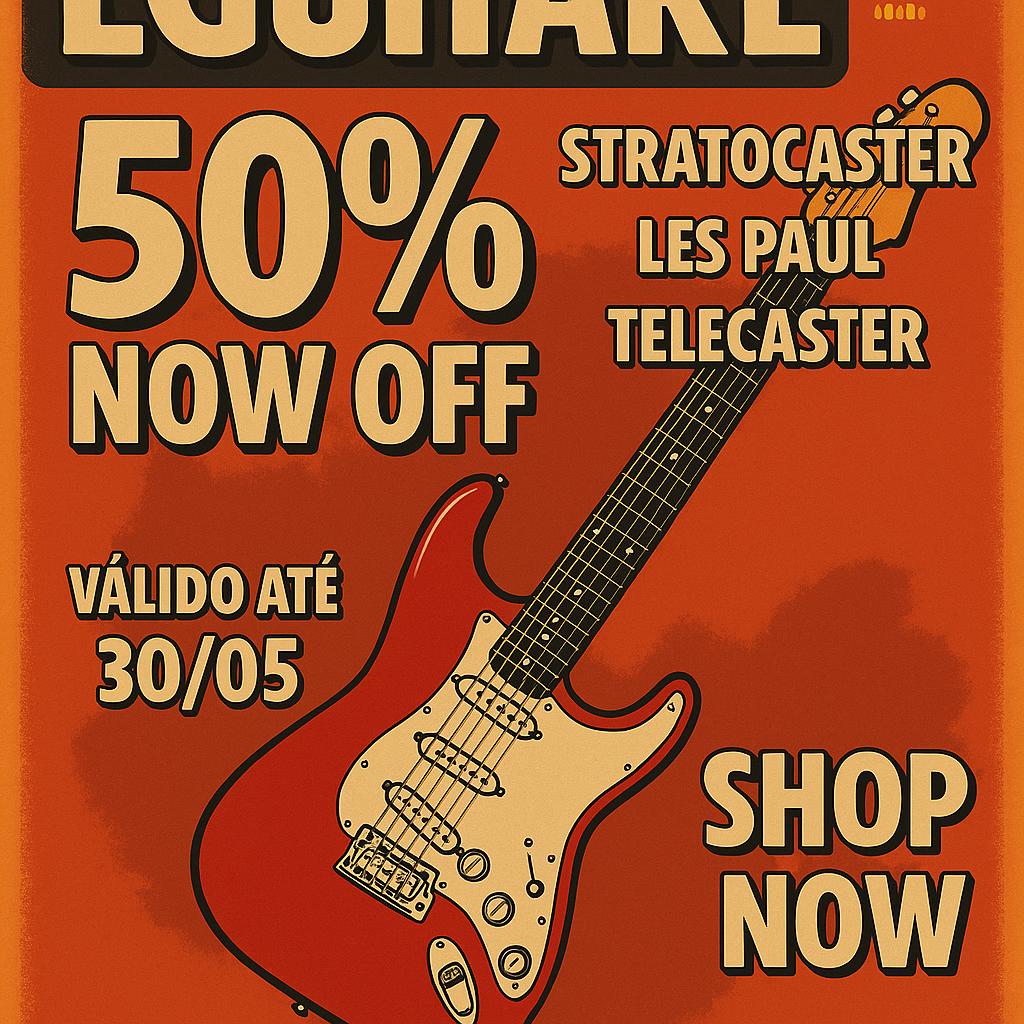 50%
NOW OFF
STRATOCASTER
LES PAUL
TELECASTER
VÁLIDO ATÉ
30/05
SHOP
NOW